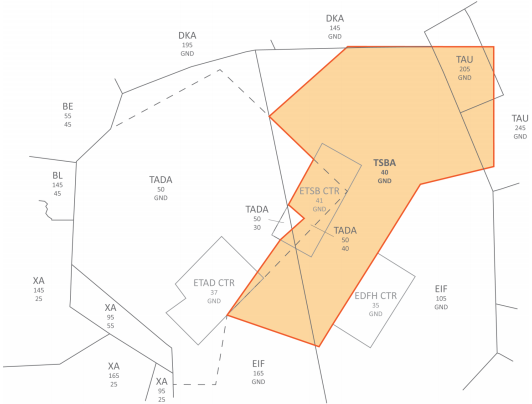 DKA
145
GND
DKA
195
GND
TAU
205
GND
BE
55
45
TAU
245
GND
TSBA
40
GND
BL
145
45
TADA
50
GND
ETSB CTR
41
GND
TADA
50
30
TADA
50
40
XA
145
25
ETAD CTR
37
GND
EDFH CTR
35
GND
EIF
105
GND
XA
95
55
XA
165
25
EIF
165
GND
XA
95
25